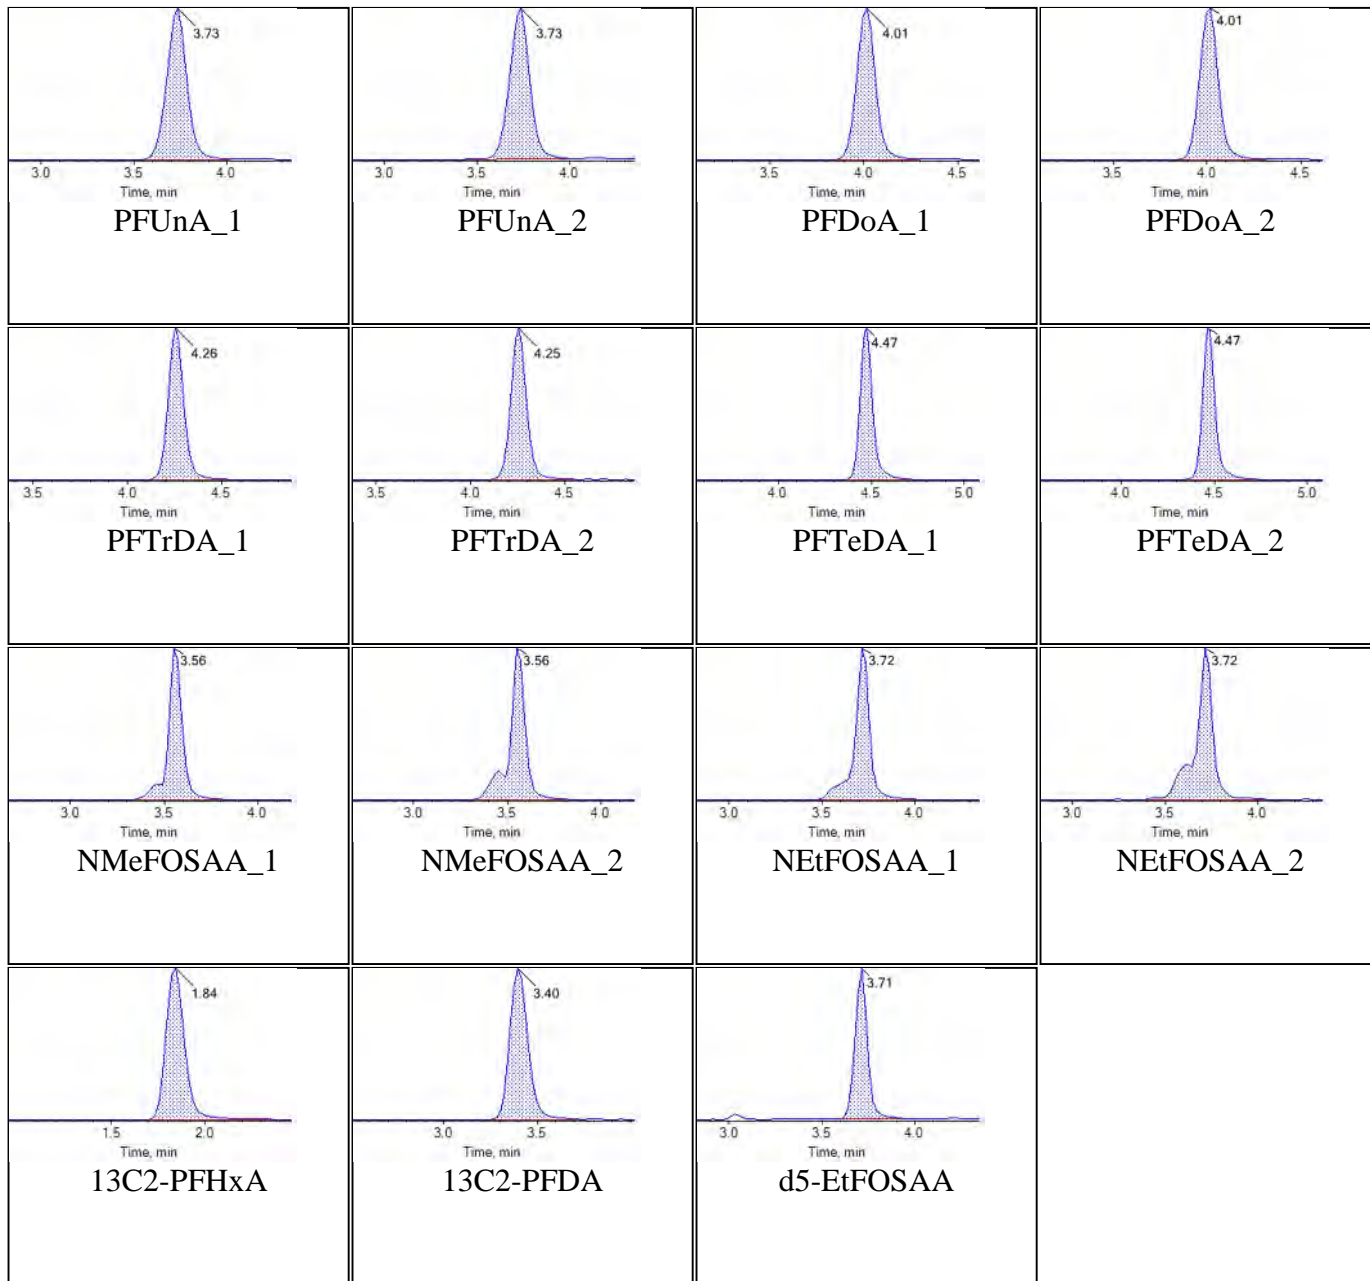 3.73
3.0 3.5 4.0
Time, min
PFUnA_1
3.73
3.0 3.5 4.0
Time, min
PFUnA_2
4.01
3.5 4.0 4.5
Time, min
PFDoA_1
4.01
3.5 4.0 4.5
Time, min
PFDoA_2
4.26
3.5 4.0 4.5
Time, min
PFTrDA_1
4.25
3.5 4.0 4.5
Time, min
PFTrDA_2
4.47
4.0 4.5 5.0
Time, min
PFTeDA_1
4.47
4.0 4.5 5.0
Time, min
PFTeDA_2
3.56
3.0 3.5 4.0
Time, min
NMeFOSAA_1
3.56
3.0 3.5 4.0
Time, min
NMeFOSAA_2
3.72
3.0 3.5 4.0
Time, min
NEtFOSAA_1
3.72
3.0 3.5 4.0
Time, min
NEtFOSAA_2
1.84
1.5 2.0
Time, min
13C2-PFHxA
3.40
3.0 3.5
Time, min
13C2-PFDA
3.71
3.0 3.5 4.0
Time, min
d5-EtFOSAA